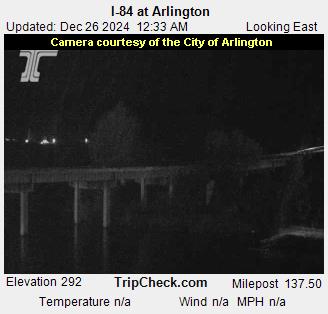 I-84 at Arlington
Updated: Dec 26 2024 12:33 AM Looking East
Camera courtesy of the City of Arlington
Elevation 292 TripCheck.com Milepost 137.50
Temperature n/a Wind n/a MPH n/a